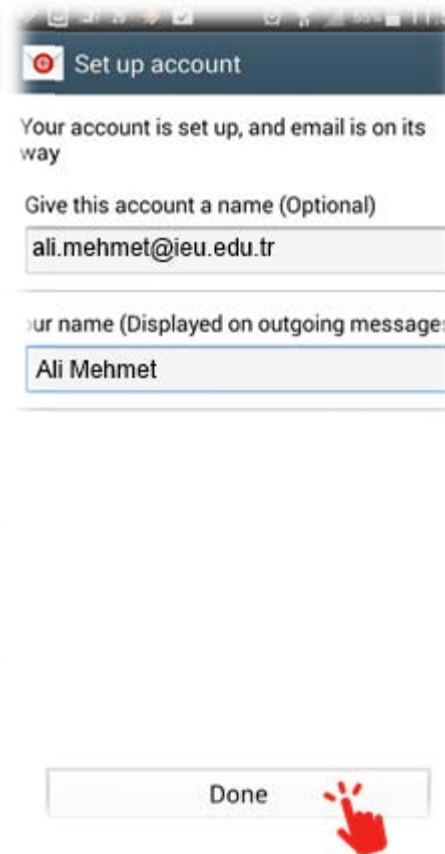 Set up account
Your account is set up, and email is on its
way
Give this account a name (Optional)
ali.mehmet@ieu.edu.tr
ur name (Displayed on outgoing message
Ali Mehmet
Done